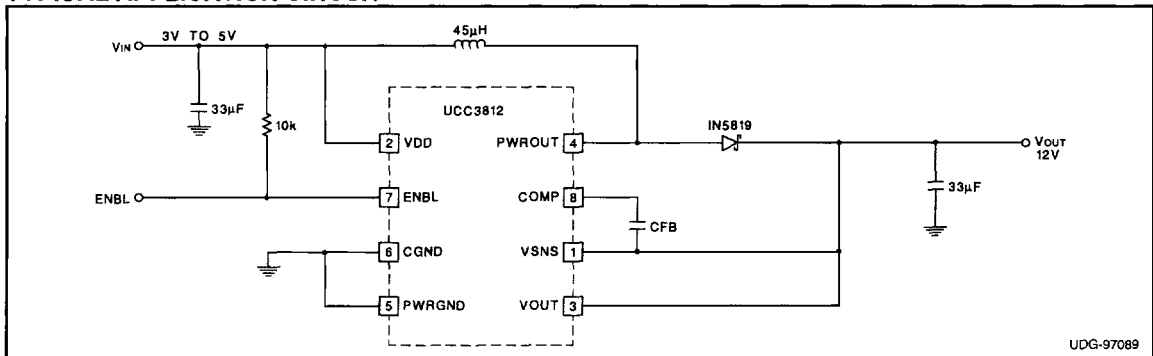 VIN
3V TO 5V
45µH
33µF
10k
UCC3812
IN5819
2 VDD
PWROUT 4
VOUT
12V
33µF
ENBL
7 ENBL
COMP 8
CFB
6 CGND
VSNS 1
5 PWRGND
VOUT 3
UDG-97089